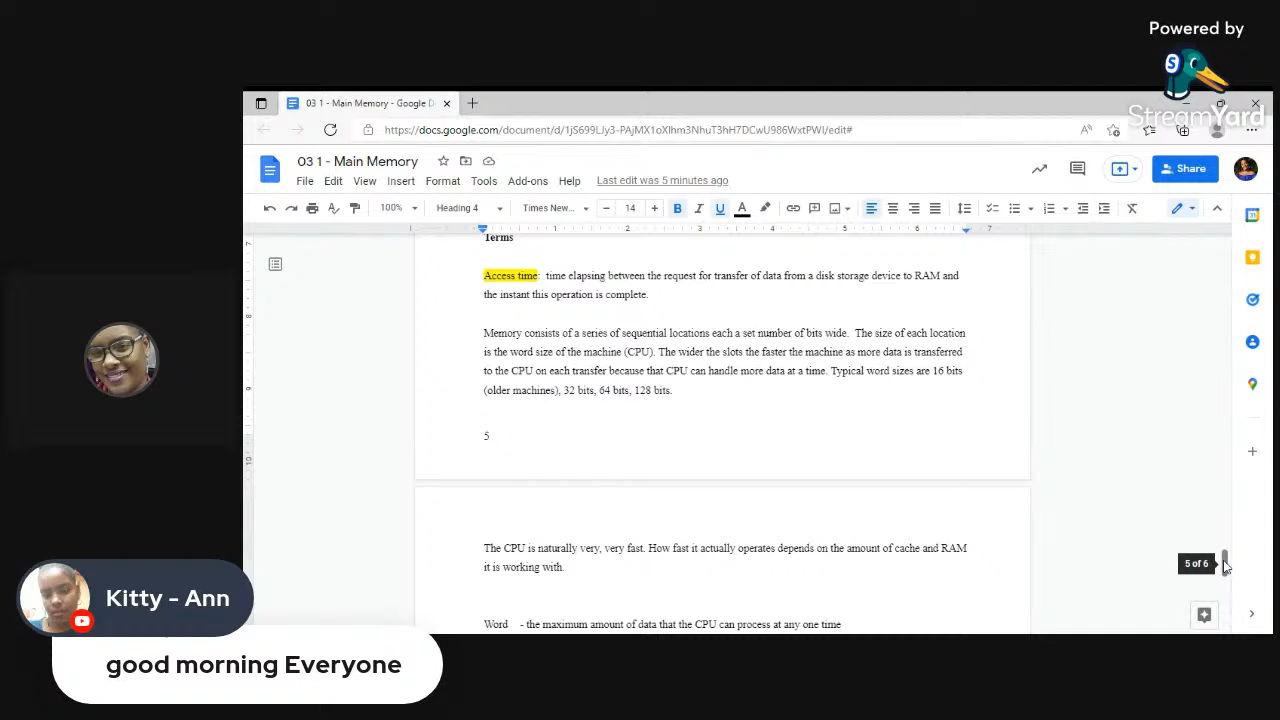 Powered by
StreamYard
03 1 - Main Memory - Google D
https://docs.google.com/document/d/1jS699LJy3-PAjMX1oXlhm3NhuT3hH7DCwU986WxtPWI/edit#
03 1 - Main Memory
Share
File Edit View Insert Format Tools Add-ons Help Last edit was 5 minutes ago
100% Heading 4 Times New... 14
1 2 3 4 5 6 7
Terms
Access time: time elapsing between the request for transfer of data from a disk storage device to RAM and
the instant this operation is complete.
Memory consists of a series of sequential locations each a set number of bits wide. The size of each location
is the word size of the machine (CPU). The wider the slots the faster the machine as more data is transferred
to the CPU on each transfer because that CPU can handle more data at a time. Typical word sizes are 16 bits
(older machines), 32 bits, 64 bits, 128 bits.
5
The CPU is naturally very, very fast. How fast it actually operates depends on the amount of cache and RAM
it is working with.
5 of 6
Word - the maximum amount of data that the CPU can process at any one time
Kitty - Ann
good morning Everyone